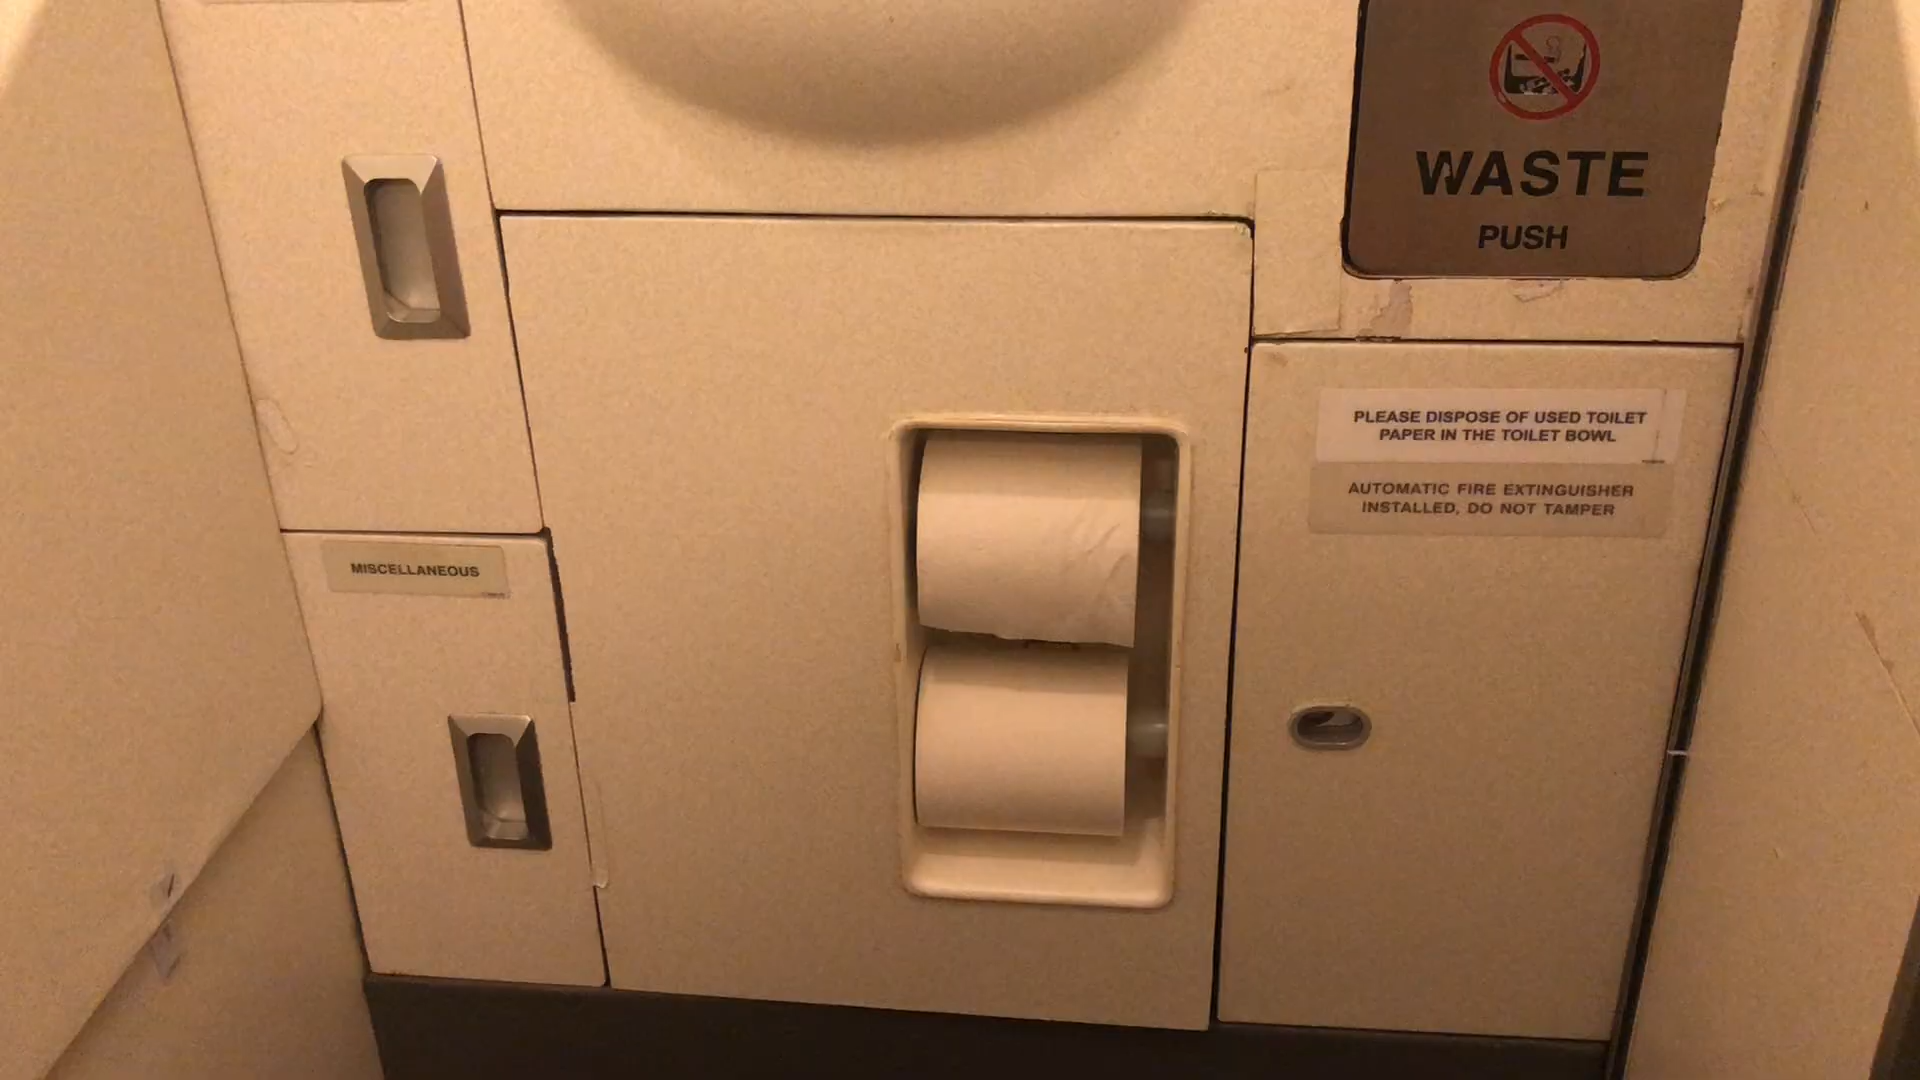 WASTE
PUSH
PLEASE DISPOSE OF USED TOILET
PAPER IN THE TOILET BOWL
AUTOMATIC FIRE EXTINGUISHER
INSTALLED, DO NOT TAMPER
MISCELLANEOUS